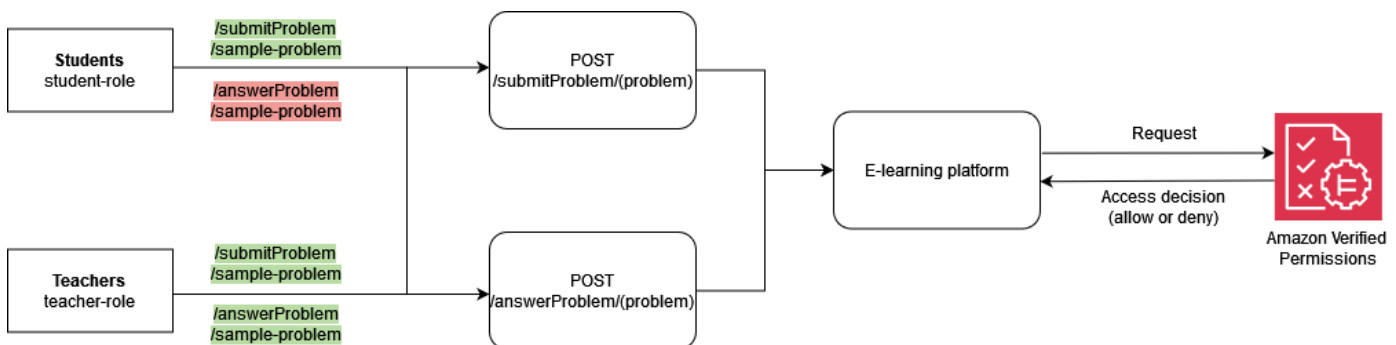 Students
student-role
/submitProblem
/sample-problem
/answerProblem
/sample-problem
POST
/submitProblem/(problem)
E-learning platform
Request
Access decision
(allow or deny)
Amazon Verified
Permissions
Teachers
teacher-role
/submitProblem
/sample-problem
/answerProblem
/sample-problem
POST
/answerProblem/(problem)